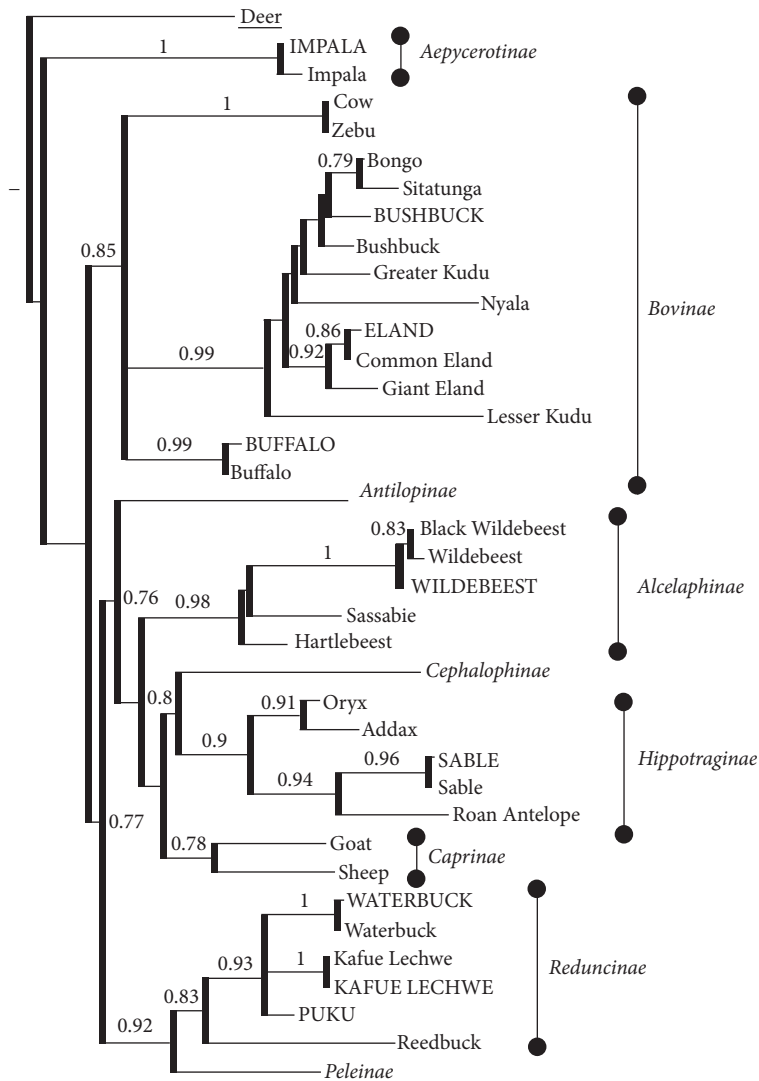 Deer
1
IMPALA
Impala
Aepycerotinae
1
Cow
Zebu
0.79
Bongo
Sitatunga
BUSHBUCK
0.85
Bushbuck
Greater Kudu
Nyala
Bovinae
0.86
ELAND
0.99
0.92
Common Eland
Giant Eland
Lesser Kudu
0.99
BUFFALO
Buffalo
Antilopinae
0.83
Black Wildebeest
1
Wildebeest
WILDEBEEST
Alcelaphinae
0.76
0.98
Sassabie
Hartlebeest
Cephalophinae
0.8
0.91
Oryx
Addax
0.9
0.96
SABLE
Hippotraginae
0.94
Sable
Roan Antelope
0.77
0.78
Goat
Caprinae
Sheep
1
WATERBUCK
Waterbuck
0.93
1
Kafue Lechwe
Reduncinae
KAFUE LECHWE
0.83
PUKU
0.92
Reedbuck
Peleinae